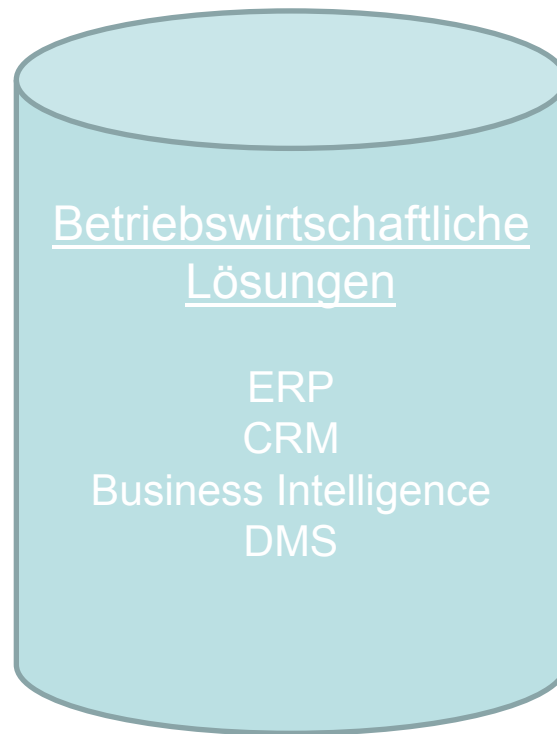 Betriebswirtschaftliche
Lösungen
ERP
CRM
Business Intelligence
DMS